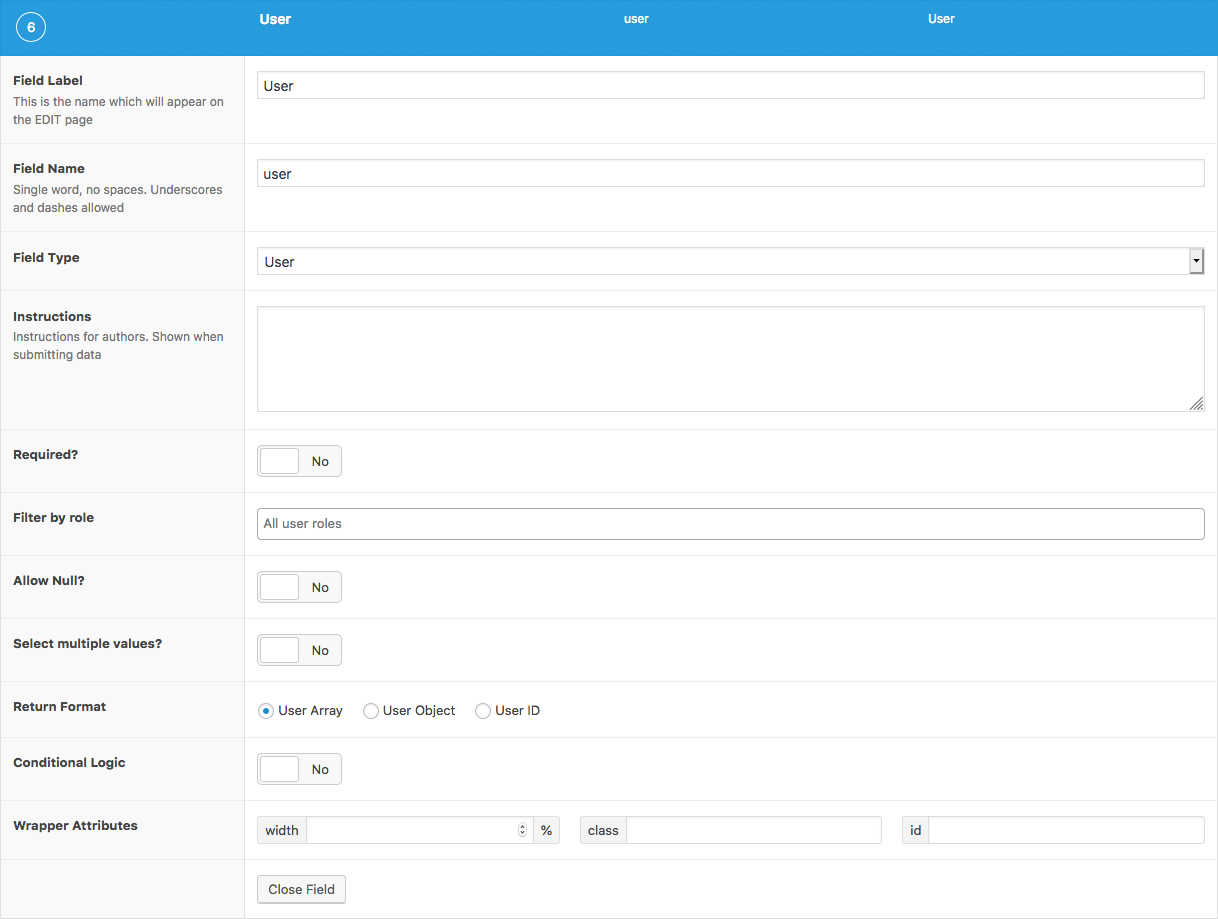 6 User user User
Field Label
This is the name which will appear on
the EDIT page
User
Field Name
Single word, no spaces. Underscores
and dashes allowed
user
Field Type
User
Instructions
Instructions for authors. Shown when
submitting data
Required?
No
Filter by role
All user roles
Allow Null?
No
Select multiple values?
No
Return Format
User Array User Object User ID
Conditional Logic
No
Wrapper Attributes
width % class id
Close Field